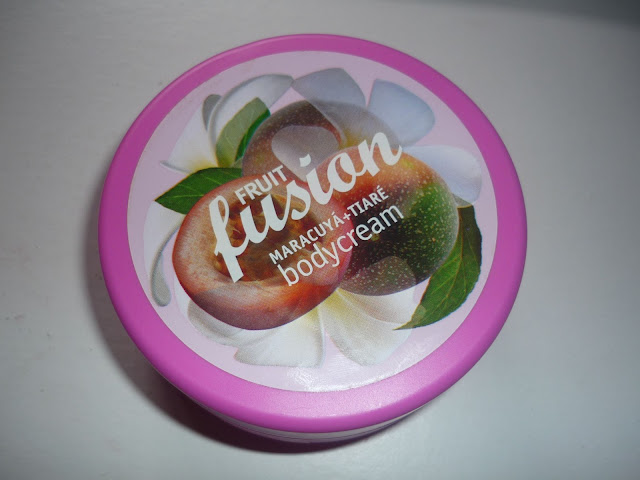 FRUIT
fusion
MARACUYÁ+TIARÉ
bodycream